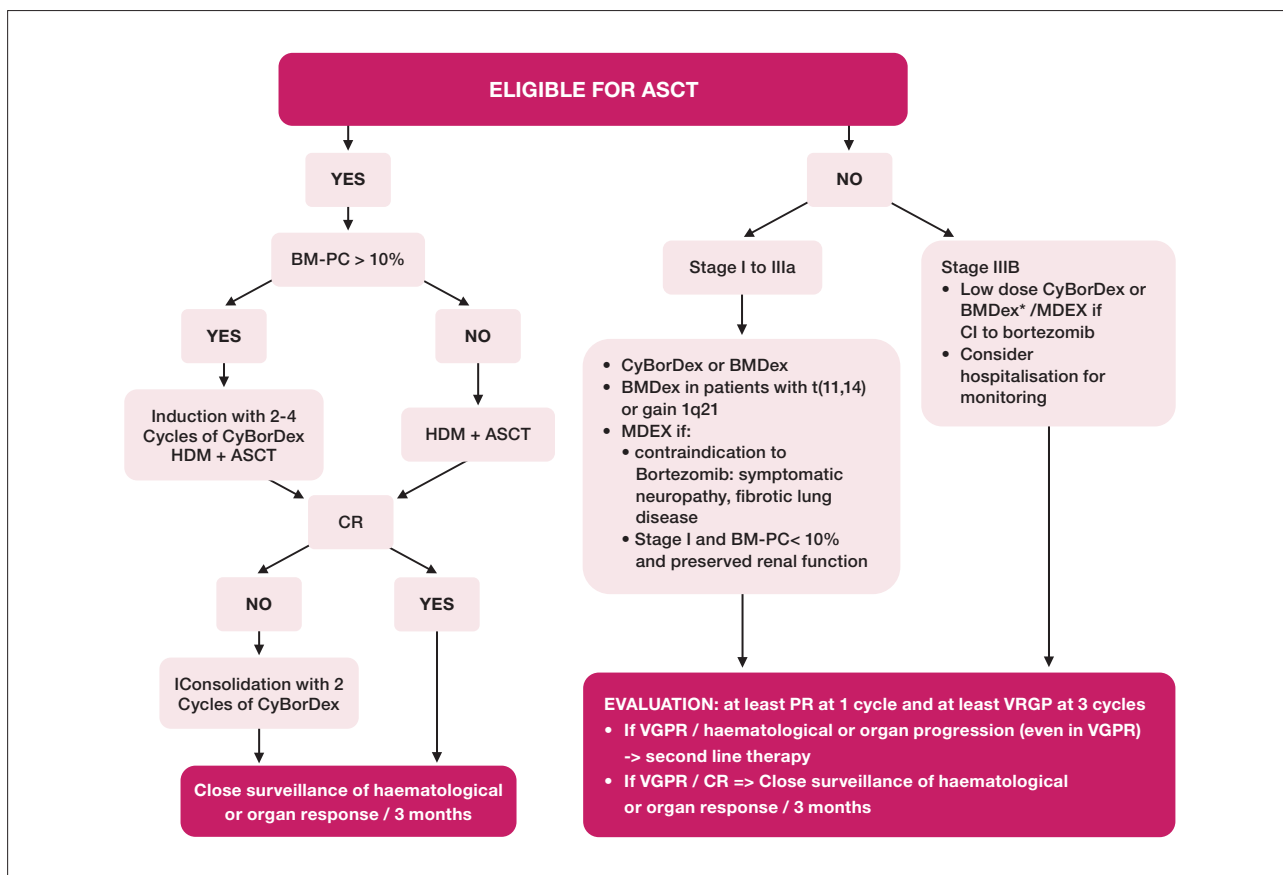 ELIGIBLE FOR ASCT
YES
NO
BM-PC > 10%
YES
NO
Induction with 2-4
Cycles of CyBorDex
HDM + ASCT
HDM + ASCT
CR
NO
YES
IConsolidation with 2
Cycles of CyBorDex
Close surveillance of haematological
or organ response / 3 months
Stage I to IIIa
• CyBorDex or BMDex
• BMDex in patients with t(11,14)
or gain 1q21
• MDEX if:
• contraindication to
Bortezomib: symptomatic
neuropathy, fibrotic lung
disease
• Stage I and BM-PC< 10%
and preserved renal function
Stage IIIB
• Low dose CyBorDex or
BMDex* /MDEX if
CI to bortezomib
• Consider
hospitalisation for
monitoring
EVALUATION: at least PR at 1 cycle and at least VRGP at 3 cycles
• If VGPR / haematological or organ progression (even in VGPR)
-> second line therapy
• If VGPR / CR => Close surveillance of haematological
or organ response / 3 months